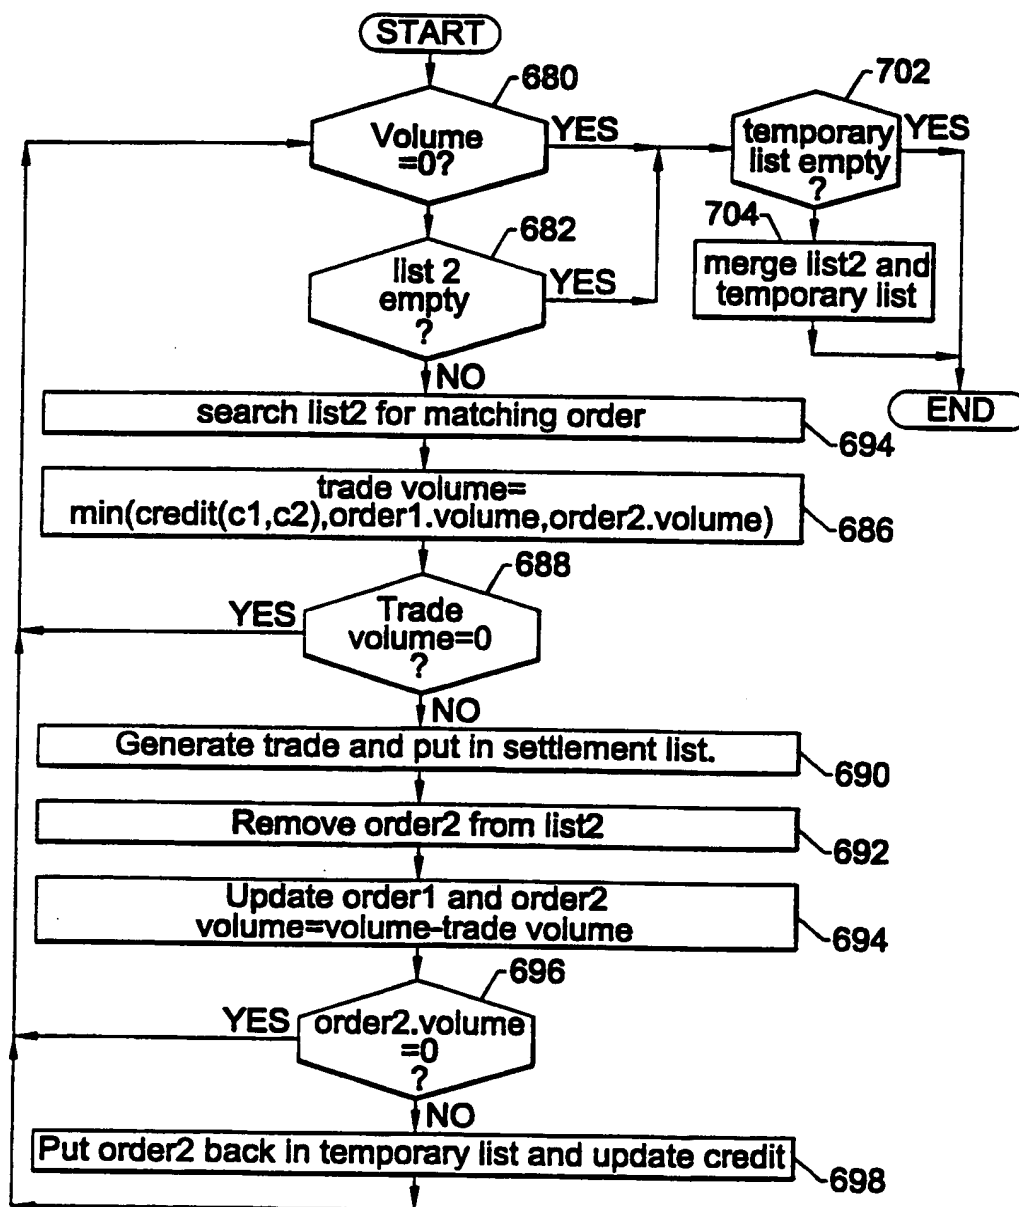 START
680
Volume
=0?
YES
702
temporary
list empty
?
YES
682
list 2
empty
?
YES
704
merge list2 and
temporary list
NO
END
search list2 for matching order
694
trade volume=
min(credit(c1,c2),order1.volume,order2.volume)
686
688
Trade
volume=0
?
YES
NO
Generate trade and put in settlement list.
690
Remove order2 from list2
692
Update order1 and order2
volume=volume-trade volume
694
696
order2.volume
=0
?
YES
NO
Put order2 back in temporary list and update credit
698